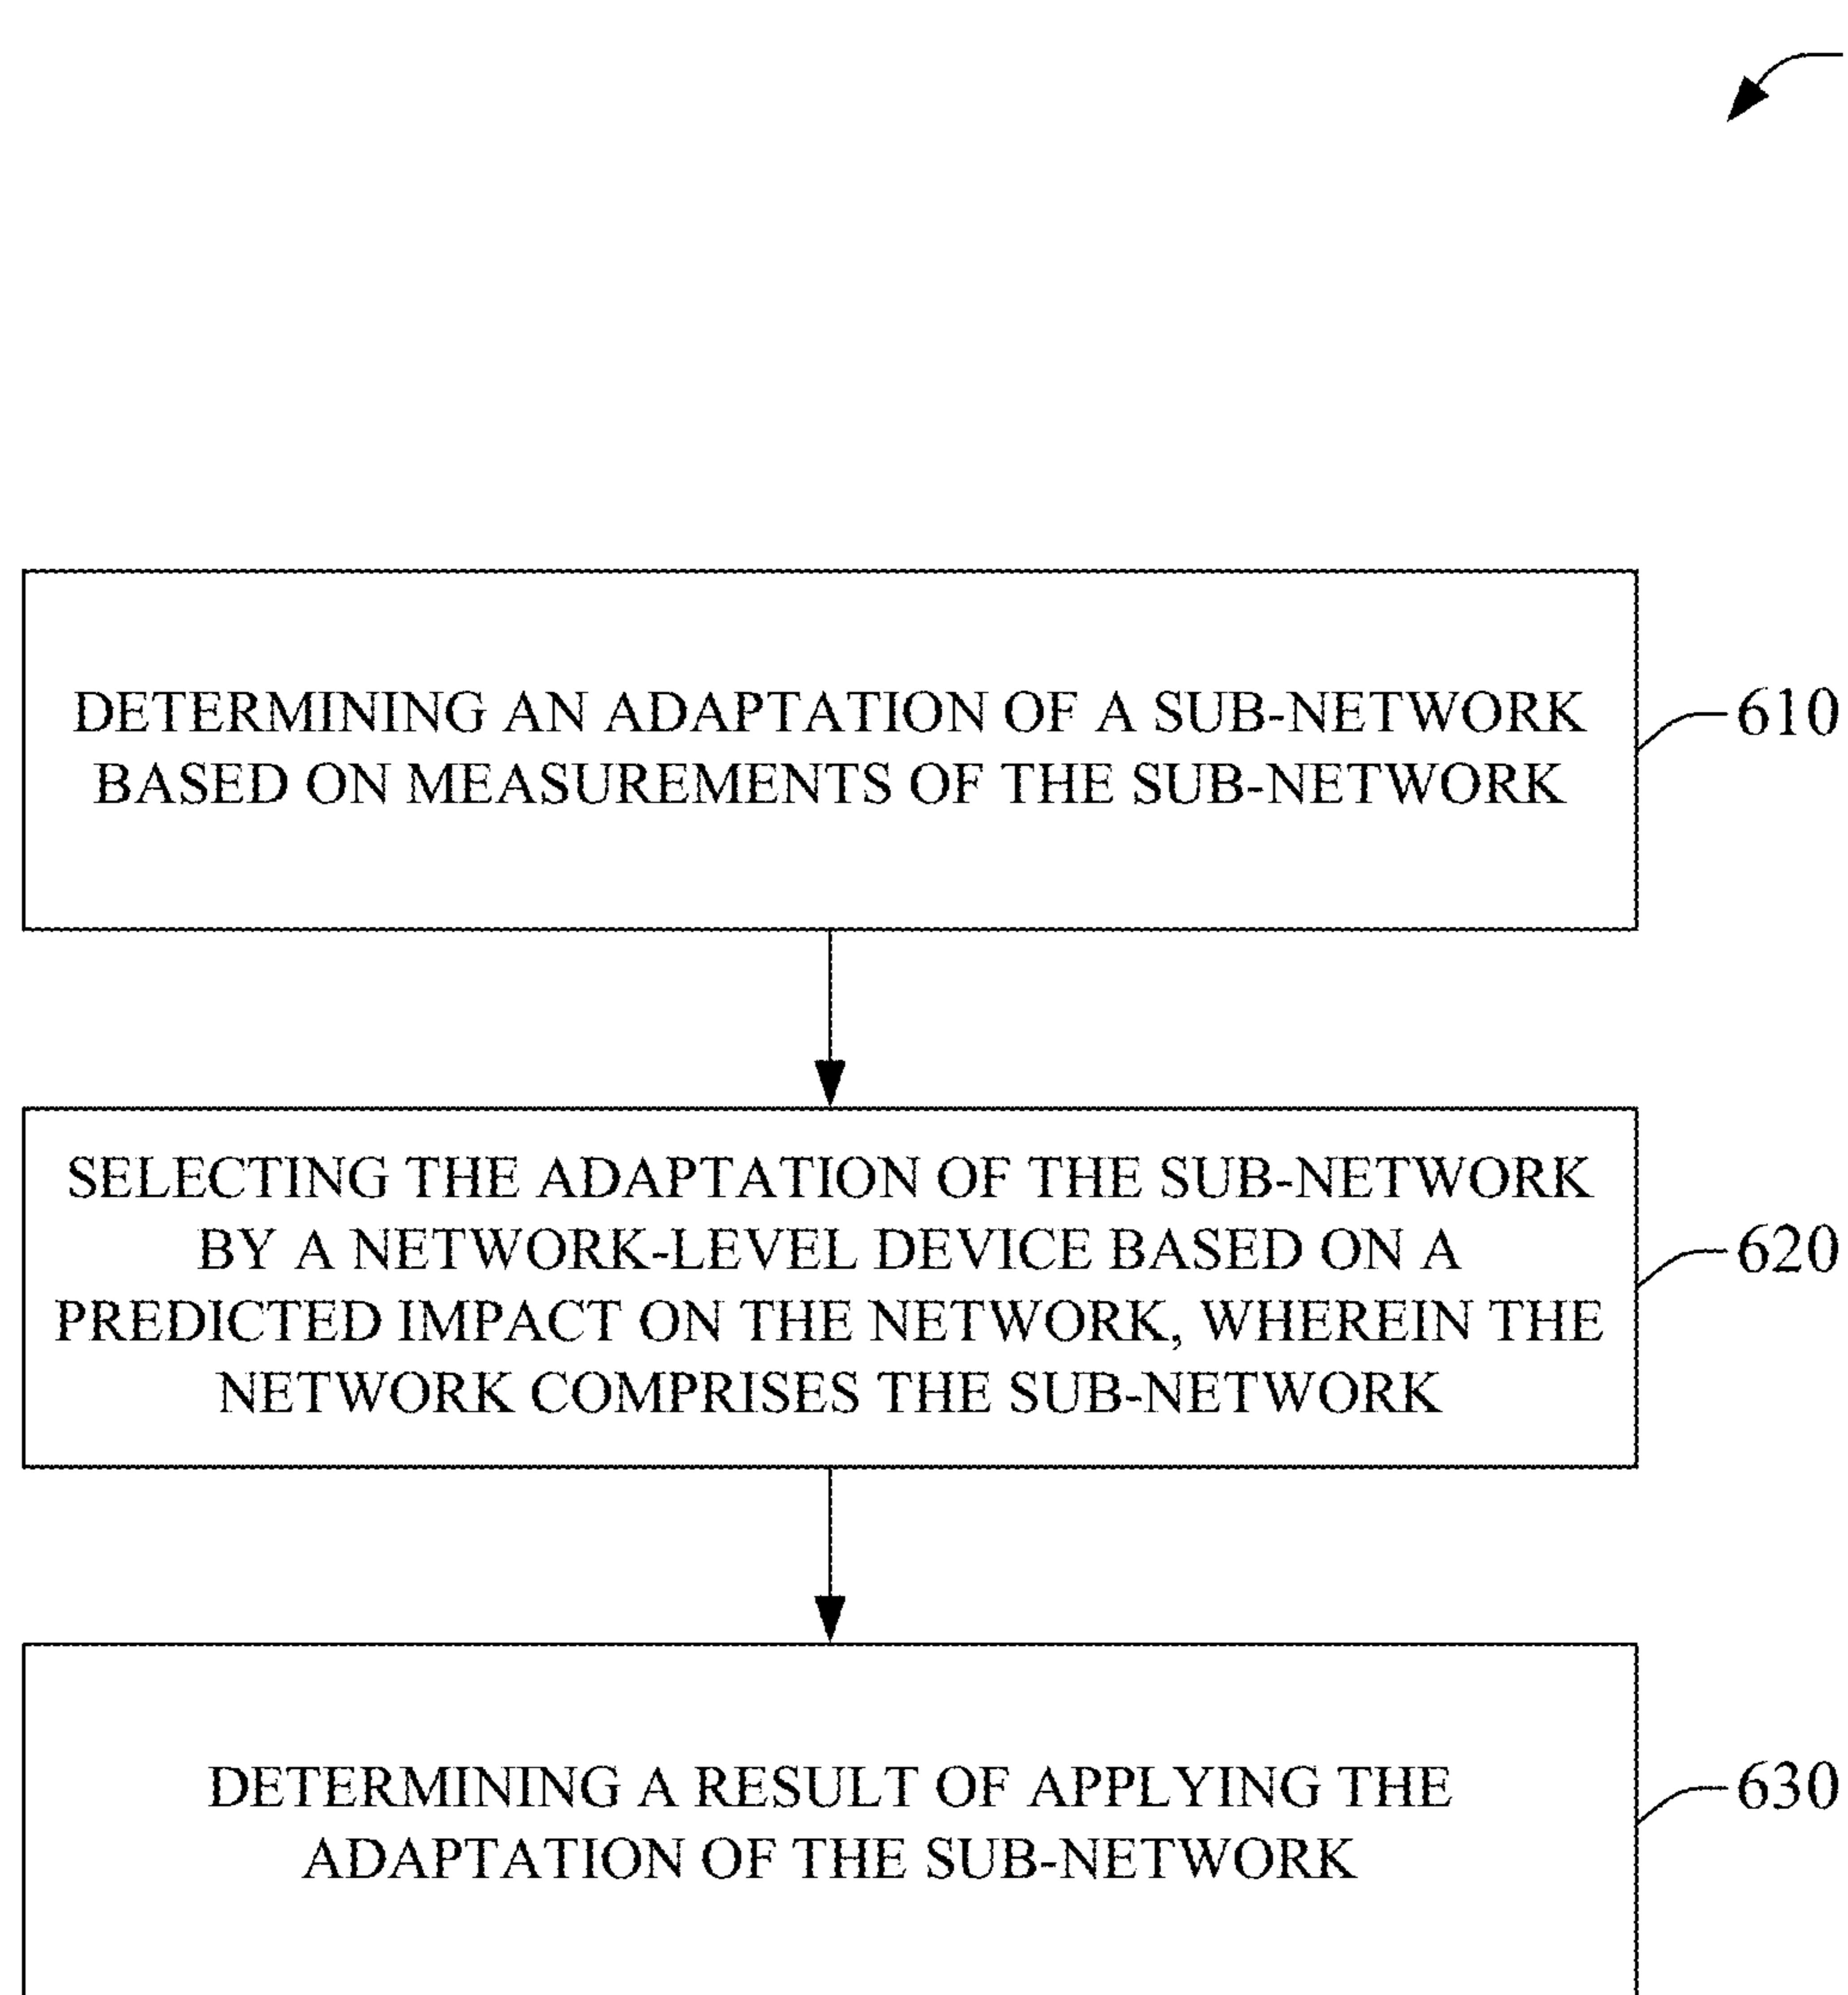 DETERMINING AN ADAPTATION OF A SUB-NETWORK
BASED ON MEASUREMENTS OF THE SUB-NETWORK
610
SELECTING THE ADAPTATION OF THE SUB-NETWORK
BY A NETWORK-LEVEL DEVICE BASED ON A
PREDICTED IMPACT ON THE NETWORK, WHEREIN THE
NETWORK COMPRISES THE SUB-NETWORK
620
DETERMINING A RESULT OF APPLYING THE
ADAPTATION OF THE SUB-NETWORK
630